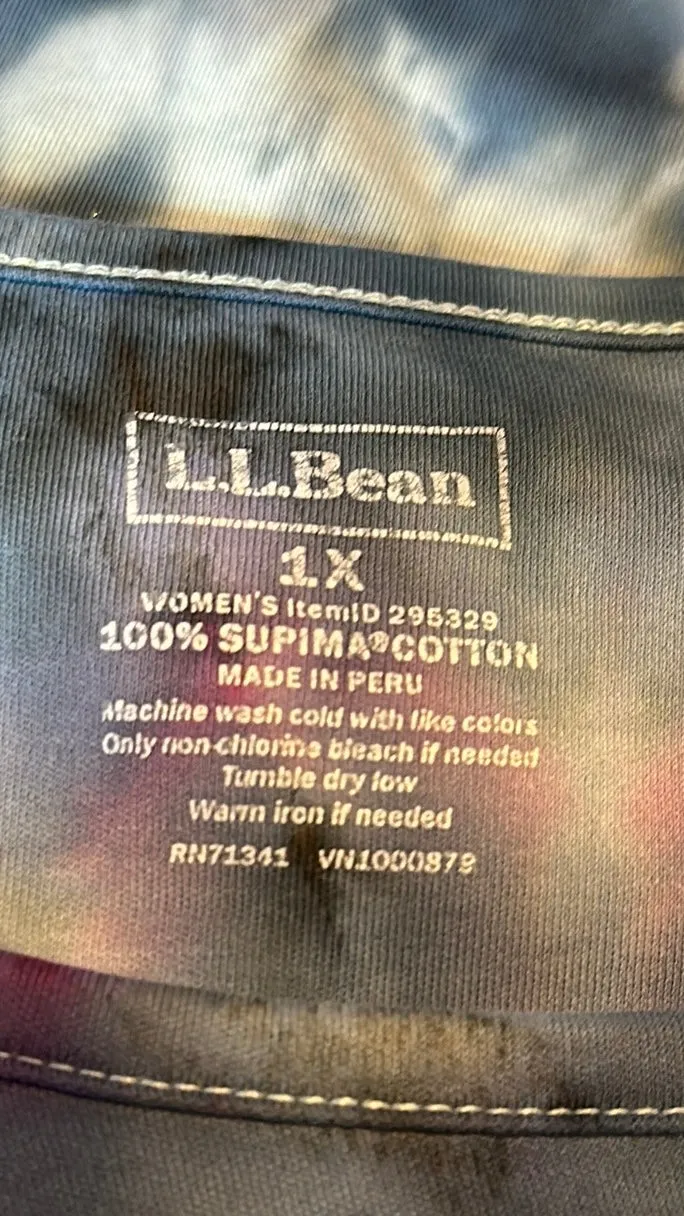 L.L.Bean
1X
WOMEN'S ItemID 295329
100% SUPIMA® COTTON
MADE IN PERU
Machine wash cold with like colors
Only non-chlorine bleach if needed
Tumble dry low
Warm iron if needed
RN71341 VN1000879